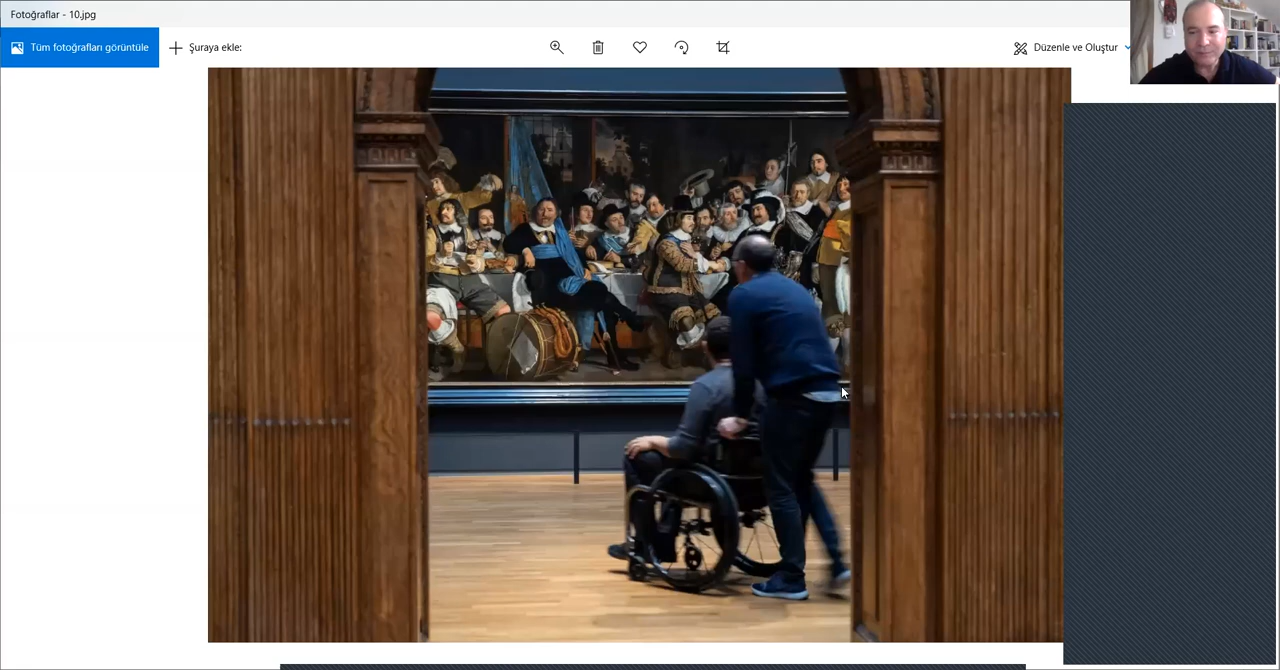 Fotoğraflar - 10.jpg
Tüm fotoğrafları görüntüle
Şuraya ekle:
Düzenle ve Oluştur